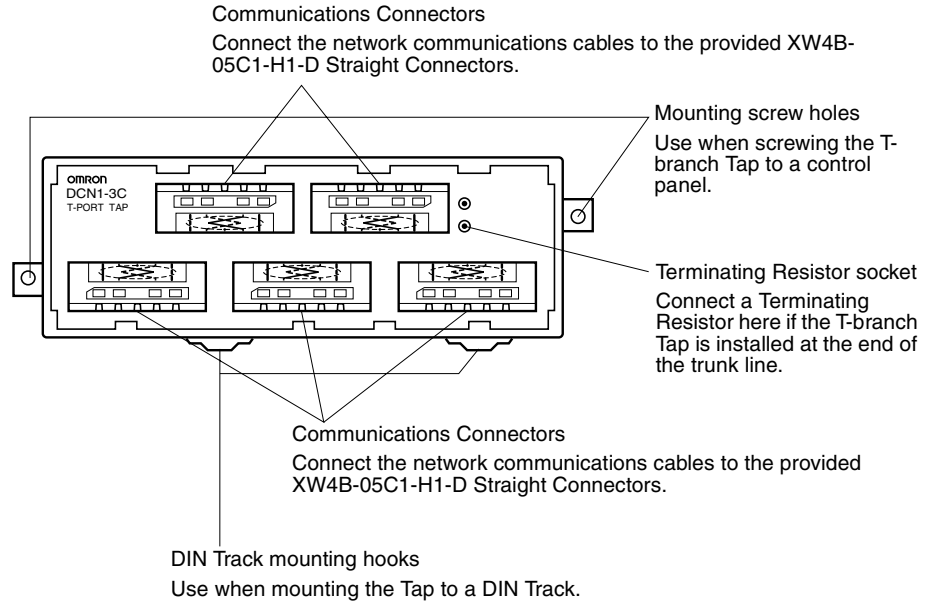 Communications Connectors
Connect the network communications cables to the provided XW4B-
05C1-H1-D Straight Connectors.
Mounting screw holes
Use when screwing the T-
branch Tap to a control
panel.
OMRON
DCN1-3C
T-PORT TAP
Terminating Resistor socket
Connect a Terminating
Resistor here if the T-branch
Tap is installed at the end of
the trunk line.
Communications Connectors
Connect the network communications cables to the provided
XW4B-05C1-H1-D Straight Connectors.
DIN Track mounting hooks
Use when mounting the Tap to a DIN Track.